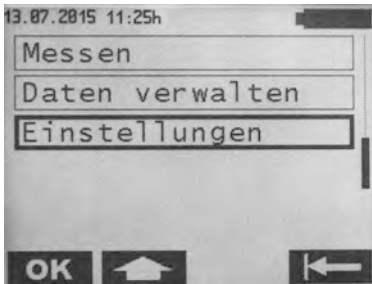 13.07.2015 11:25h
Messen
Daten verwalten
Einstellungen
OK